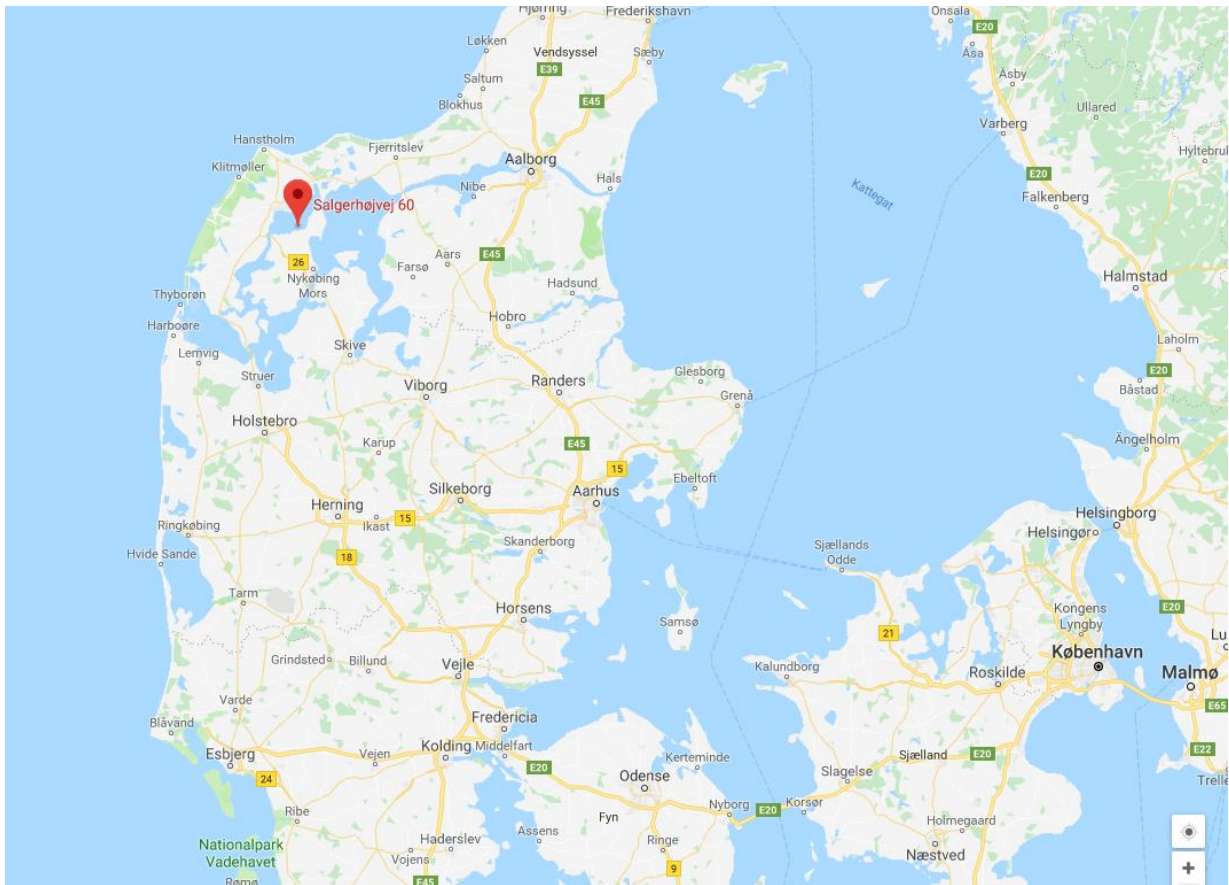 Hjørring
Frederikshavn
Onsala
E20
Løkken
Vendsyssel
Sæby
Åsa
E39
Åsby
Saltum
Blokhus
E45
Ullared
Hanstholm
Fjerritslev
Varberg
Klitmøller
Aalborg
Hyltebruk
E20
Nibe
Hals
Kattegat
Falkenberg
Salgerhøjvej 60
E45
Aars
26
Farsø
Nykøbing
Mors
Hadsund
Halmstad
Thyborøn
Harboøre
Hobro
Laholm
Lemvig
Skive
Glesborg
E20
Struer
Viborg
Randers
Båstad
Grenå
Holstebro
Karup
E45
Ängelholm
15
Ebeltoft
Silkeborg
Aarhus
Herning
15
Helsingborg
Ringkøbing
Ikast
Helsingør
Skanderborg
Sjællands
Odde
Hvide Sande
18
Tarm
Horsens
E20
Samsø
Kongens
Lyngby
21
Lu
Grindsted
Billund
Vejle
Kalundborg
Roskilde
København
Malmø
Varde
E65
Blåvand
Fredericia
Esbjerg
Vejen
Kolding
Middelfart
Kerteminde
Sjælland
E20
E22
24
E20
Odense
Slagelse
Trelle
Ribe
Fyn
Nyborg
E20
Korsør
Nationalpark
Vadehavet
Haderslev
Assens
Ringe
Holmegaard
Vojens
Næstved
9
Rømø
E45